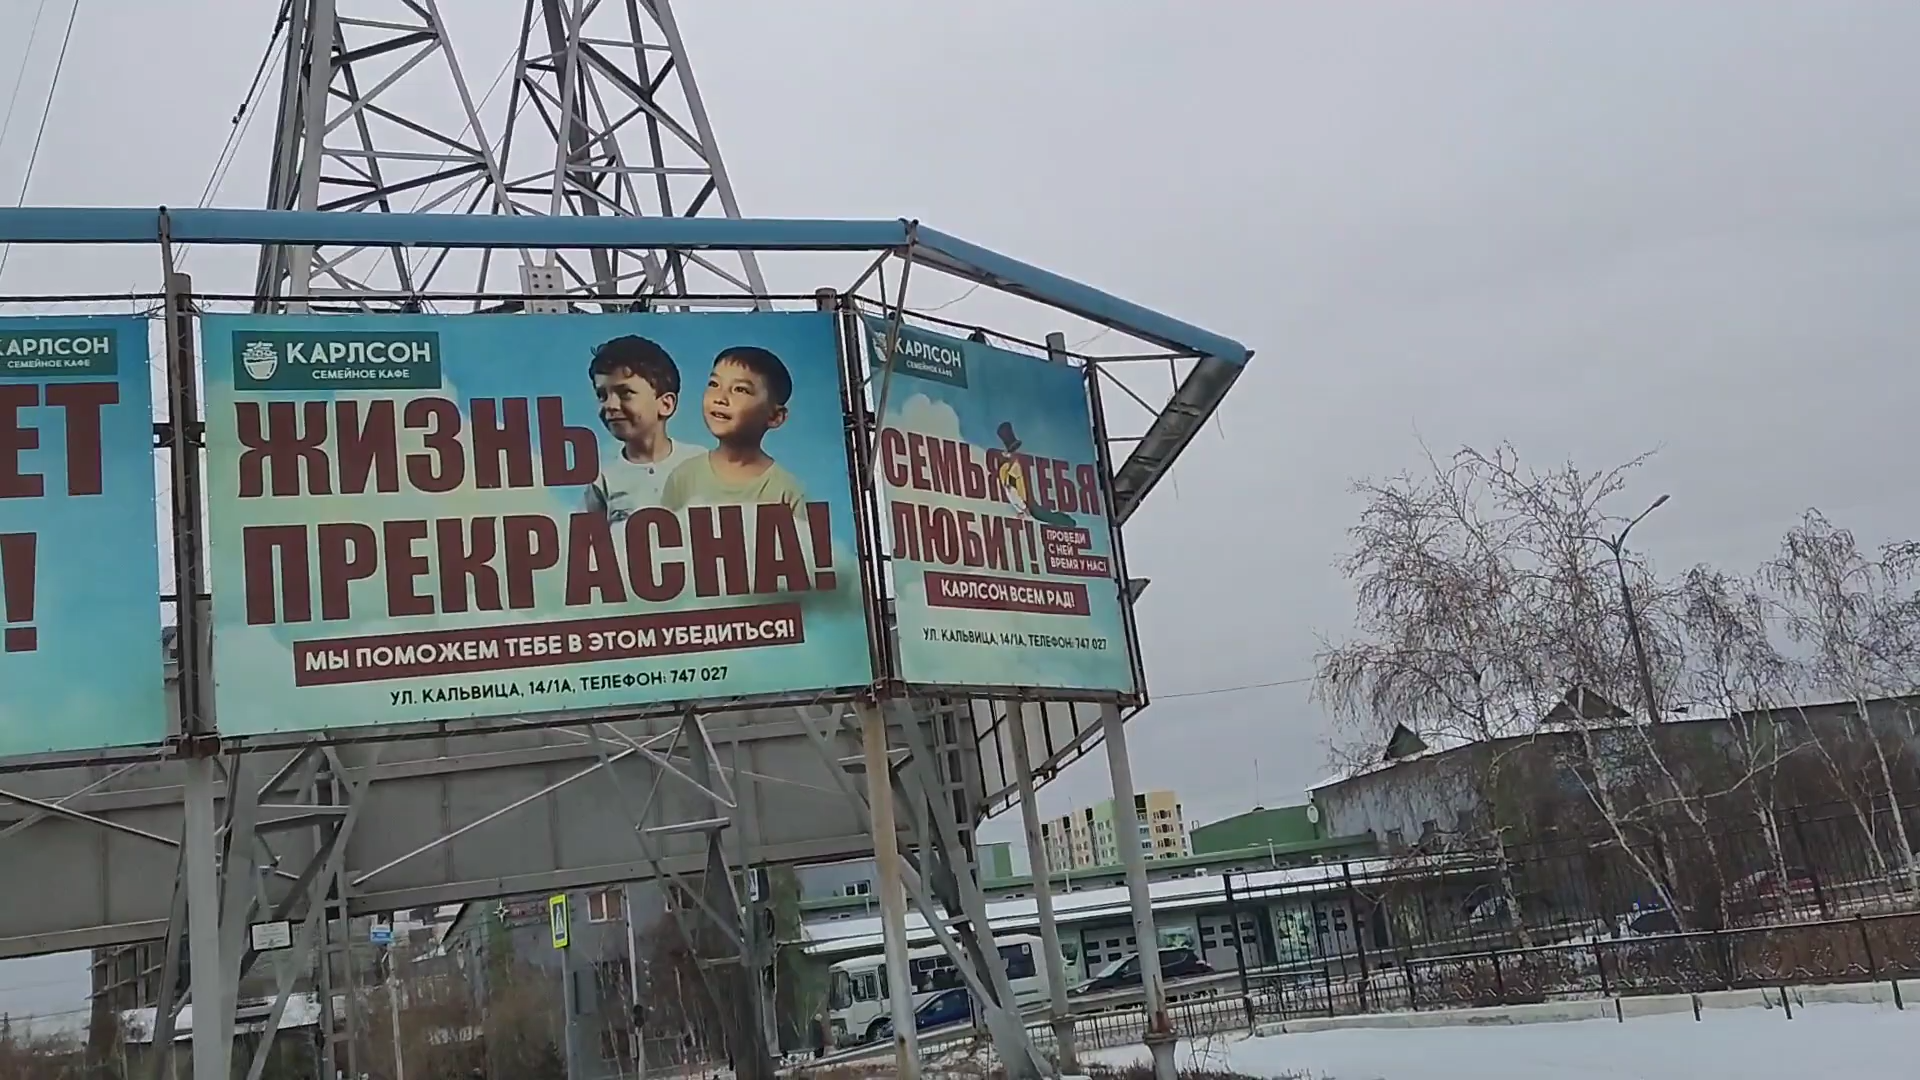 КАРЛСОН
СЕМЕЙНОЕ КАФЕ
ЕТ
!
КАРЛСОН
СЕМЕЙНОЕ КАФЕ
ЖИЗНЬ
ПРЕКРАСНА!
МЫ ПОМОЖЕМ ТЕБЕ В ЭТОМ УБЕДИТЬСЯ!
УЛ. КАЛЬВИЦА, 14/1А, ТЕЛЕФОН: 747 027
КАРЛСОН
СЕМЕЙНОЕ КАФЕ
СЕМЬЯ ТЕБЯ
ЛЮБИТ!
ПРОВЕДИ
С НЕЙ
ВРЕМЯ У НАС!
КАРЛСОН ВСЕМ РАД!
УЛ. КАЛЬВИЦА, 14/1А, ТЕЛЕФОН: 747 027